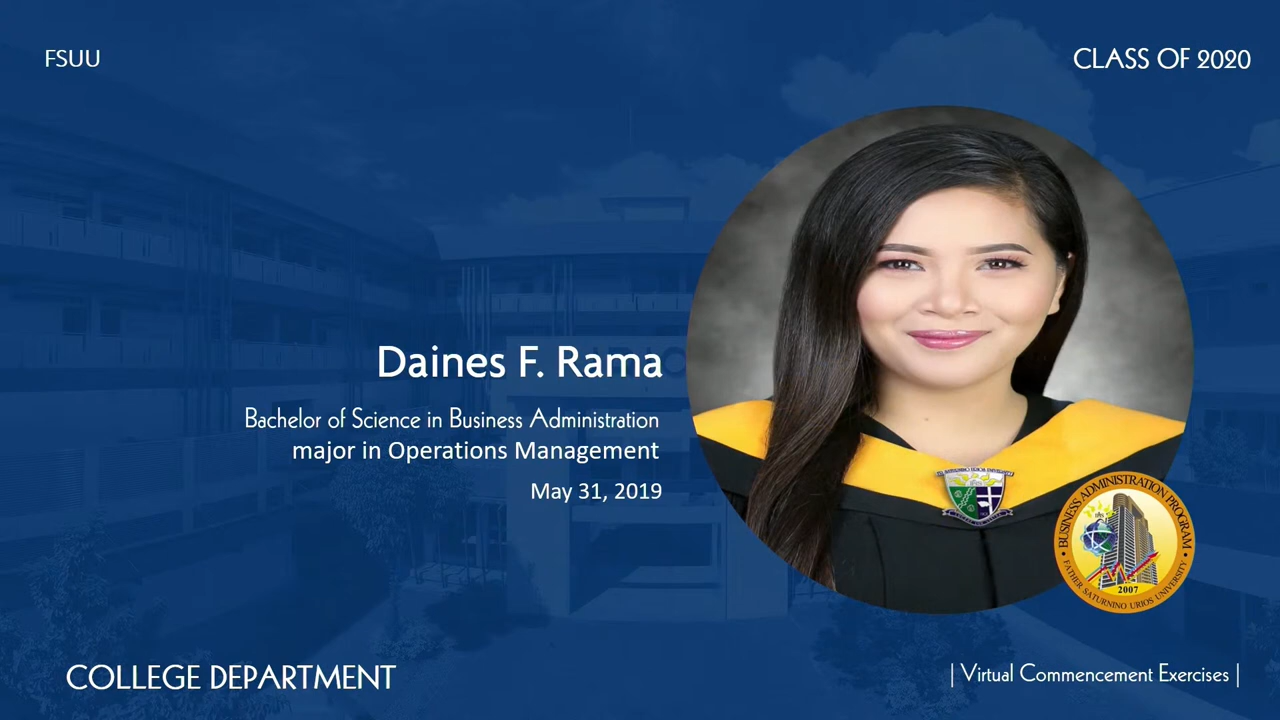 FSUU
CLASS OF 2020
Daines F. Rama
Bachelor of Science in Business Administration
major in Operations Management
May 31, 2019
BUSINESS ADMINISTRATION PROGRAM
2007
FATHER SATURNINO URIOS UNIVERSITY
COLLEGE DEPARTMENT
| Virtual Commencement Exercises |